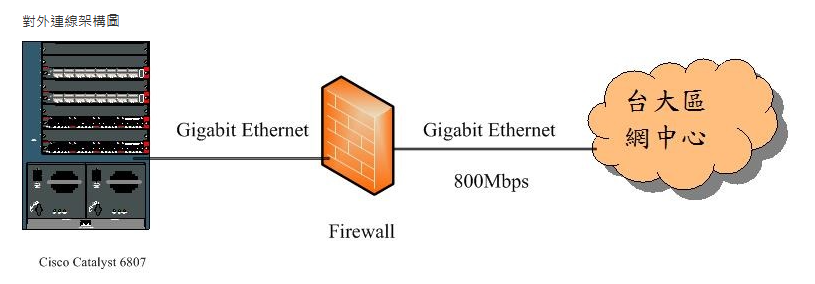 對外連線架構圖
Gigabit Ethernet
Gigabit Ethernet
台大區
網中心
800Mbps
Firewall
Cisco Catalyst 6807